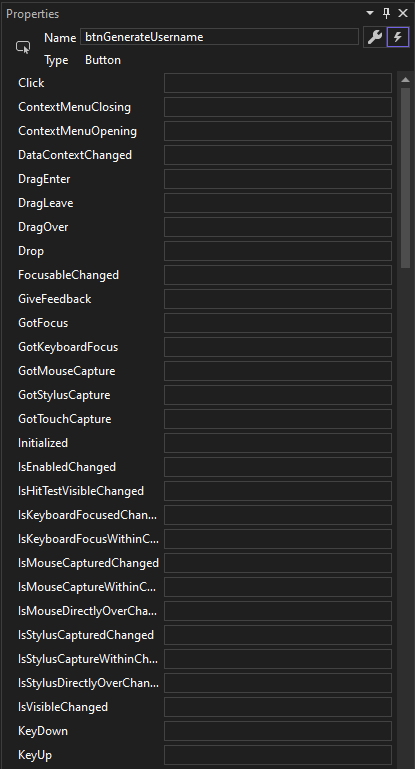 Properties
Name btnGenerateUsername
Type Button
Click
ContextMenuClosing
ContextMenuOpening
DataContextChanged
DragEnter
DragLeave
DragOver
Drop
FocusableChanged
GiveFeedback
GotFocus
GotKeyboardFocus
GotMouseCapture
GotStylusCapture
GotTouchCapture
Initialized
IsEnabledChanged
IsHitTestVisibleChanged
IsKeyboardFocusedChan...
IsKeyboardFocusWithinC...
IsMouseCapturedChanged
IsMouseCaptureWithinC...
IsMouseDirectlyOverCha...
IsStylusCapturedChanged
IsStylusCaptureWithinCh...
IsStylusDirectlyOverChan...
IsVisibleChanged
KeyDown
KeyUp